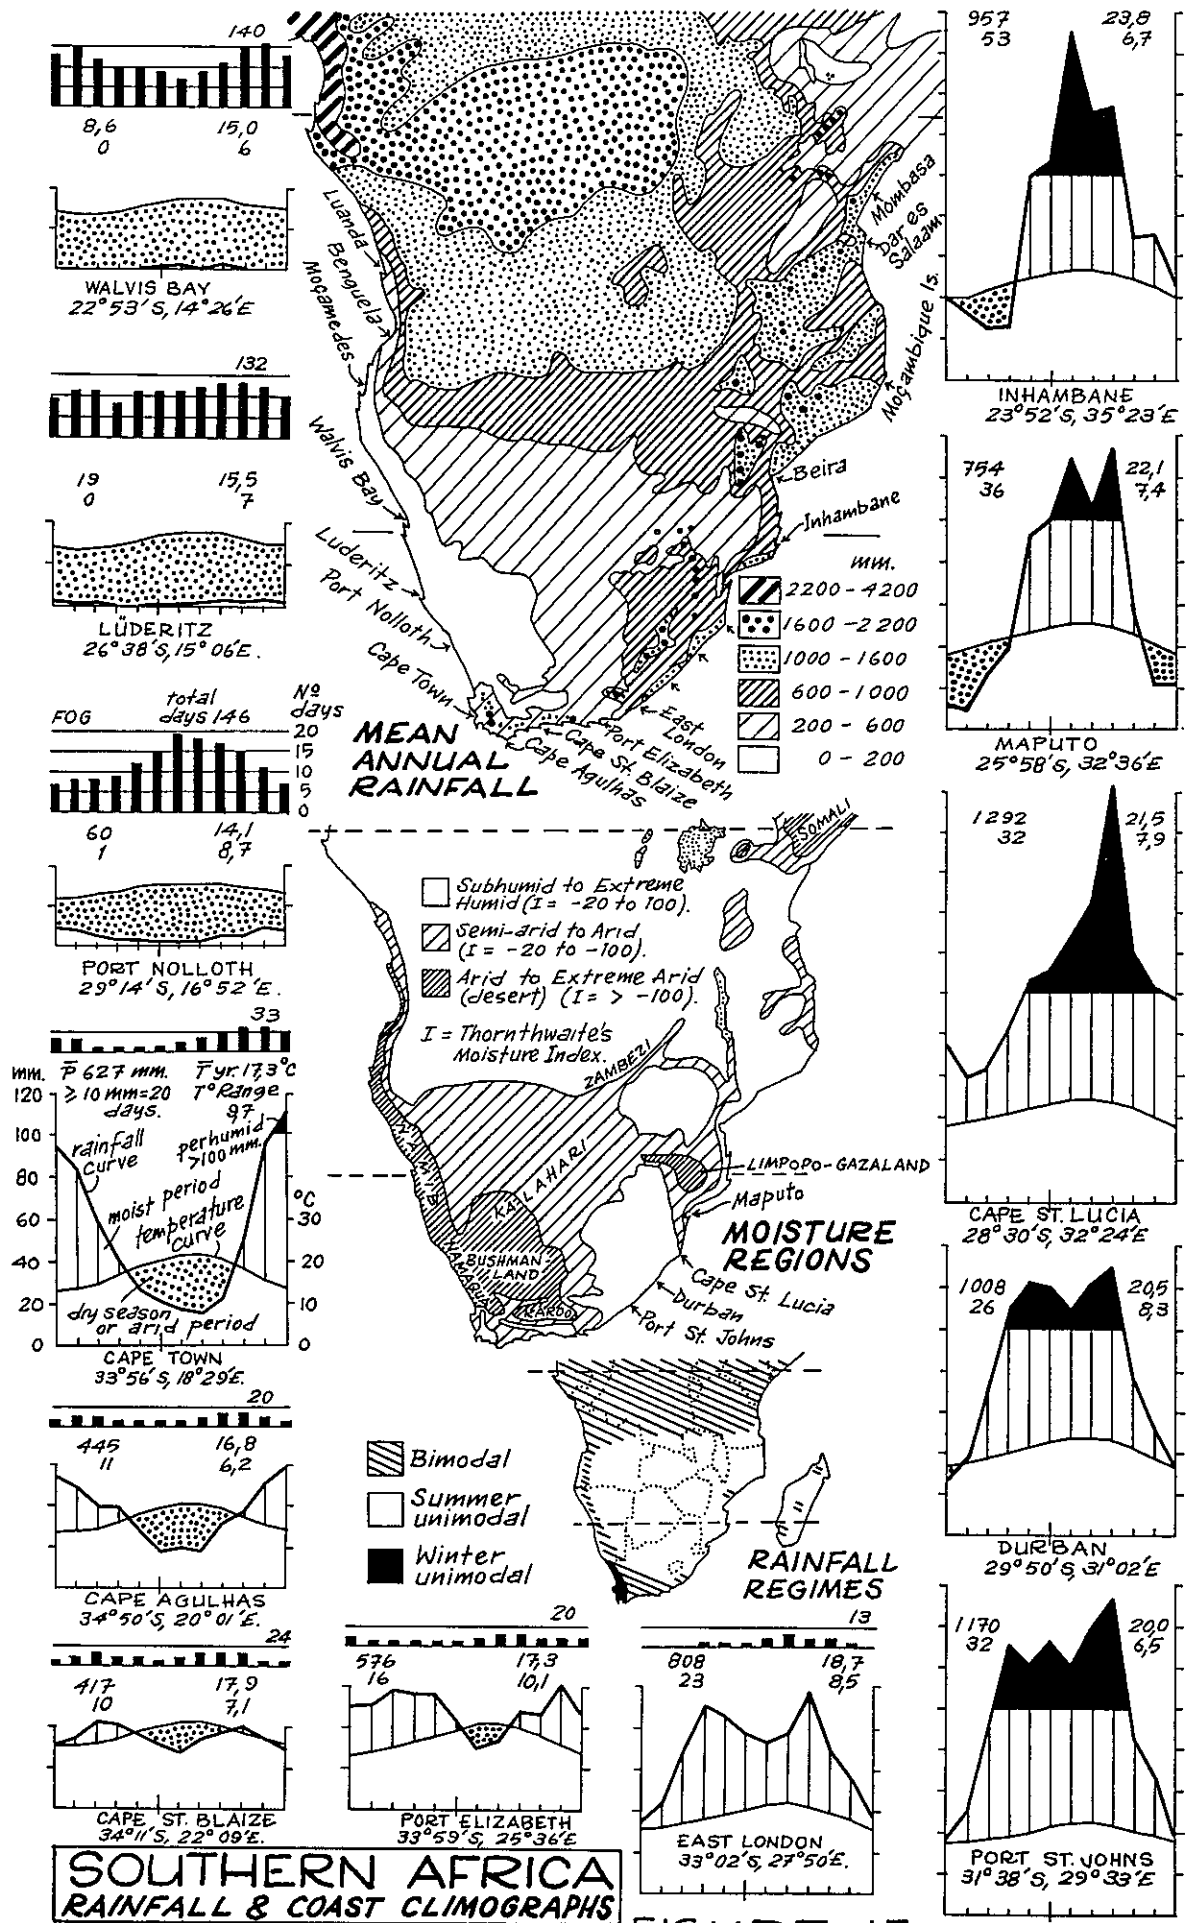 140
8,6 15,0
0 6
WALVIS BAY
22°53'S, 14°26'E
132
19 15,5
0 7
LÜDERITZ
26°38'S, 15°06'E.
FOG total days 146 Nº days
20
15
10
5
0
60 14,1
1 8,7
PORT NOLLOTH
29°14'S, 16°52'E.
33
mm. P̄ 627 mm. T̄ yr. 17,3°C
≥ 10 mm=20 days. T° Range 9,7
120
100
80
60
40
20
0
°C
30
20
10
0
rainfall curve
perhumid >100 mm.
moist period
temperature curve
dry season or arid period
CAPE TOWN
33°56'S, 18°29'E.
20
445 16,8
11 6,2
CAPE AGULHAS
34°50'S, 20°01'E.
24
417 17,9
10 7,1
CAPE ST. BLAIZE
34°11'S, 22°09'E.
SOUTHERN AFRICA
RAINFALL & COAST CLIMOGRAPHS
Luanda
Benguela
Moçamedes
Walvis Bay
Luderitz
Port Nolloth
Cape Town
Cape Agulhas
Cape St. Blaize
Port Elizabeth
East London
Mombasa
Dar es Salaam
Moçambique Is.
Beira
Inhambane
MEAN
ANNUAL
RAINFALL
mm.
2200 - 4200
1600 - 2200
1000 - 1600
600 - 1000
200 - 600
0 - 200
SOMALI
Subhumid to Extreme
Humid (I = -20 to 100).
Semi-arid to Arid
(I = -20 to -100).
Arid to Extreme Arid
(desert) (I = > -100).
I = Thornthwaite's
Moisture Index.
ZAMBEZI
NAMIB
KALAHARI
BUSHMAN
LAND
NAMAQUA
KAROO
LIMPOPO-GAZALAND
Maputo
MOISTURE
REGIONS
Cape St. Lucia
Durban
Port St. Johns
Bimodal
Summer
unimodal
Winter
unimodal
RAINFALL
REGIMES
20
576 17,3
16 10,1
PORT ELIZABETH
33°59'S, 25°36'E
13
808 18,7
23 8,5
EAST LONDON
33°02'S, 27°50'E.
957 23,8
53 6,7
INHAMBANE
23°52'S, 35°23'E
754 22,1
36 7,4
MAPUTO
25°58'S, 32°36'E
1292 21,5
32 7,9
CAPE ST. LUCIA
28°30'S, 32°24'E
1008 20,5
26 8,3
DURBAN
29°50'S, 31°02'E
1170 20,0
32 6,5
PORT ST. JOHNS
31°38'S, 29°33'E